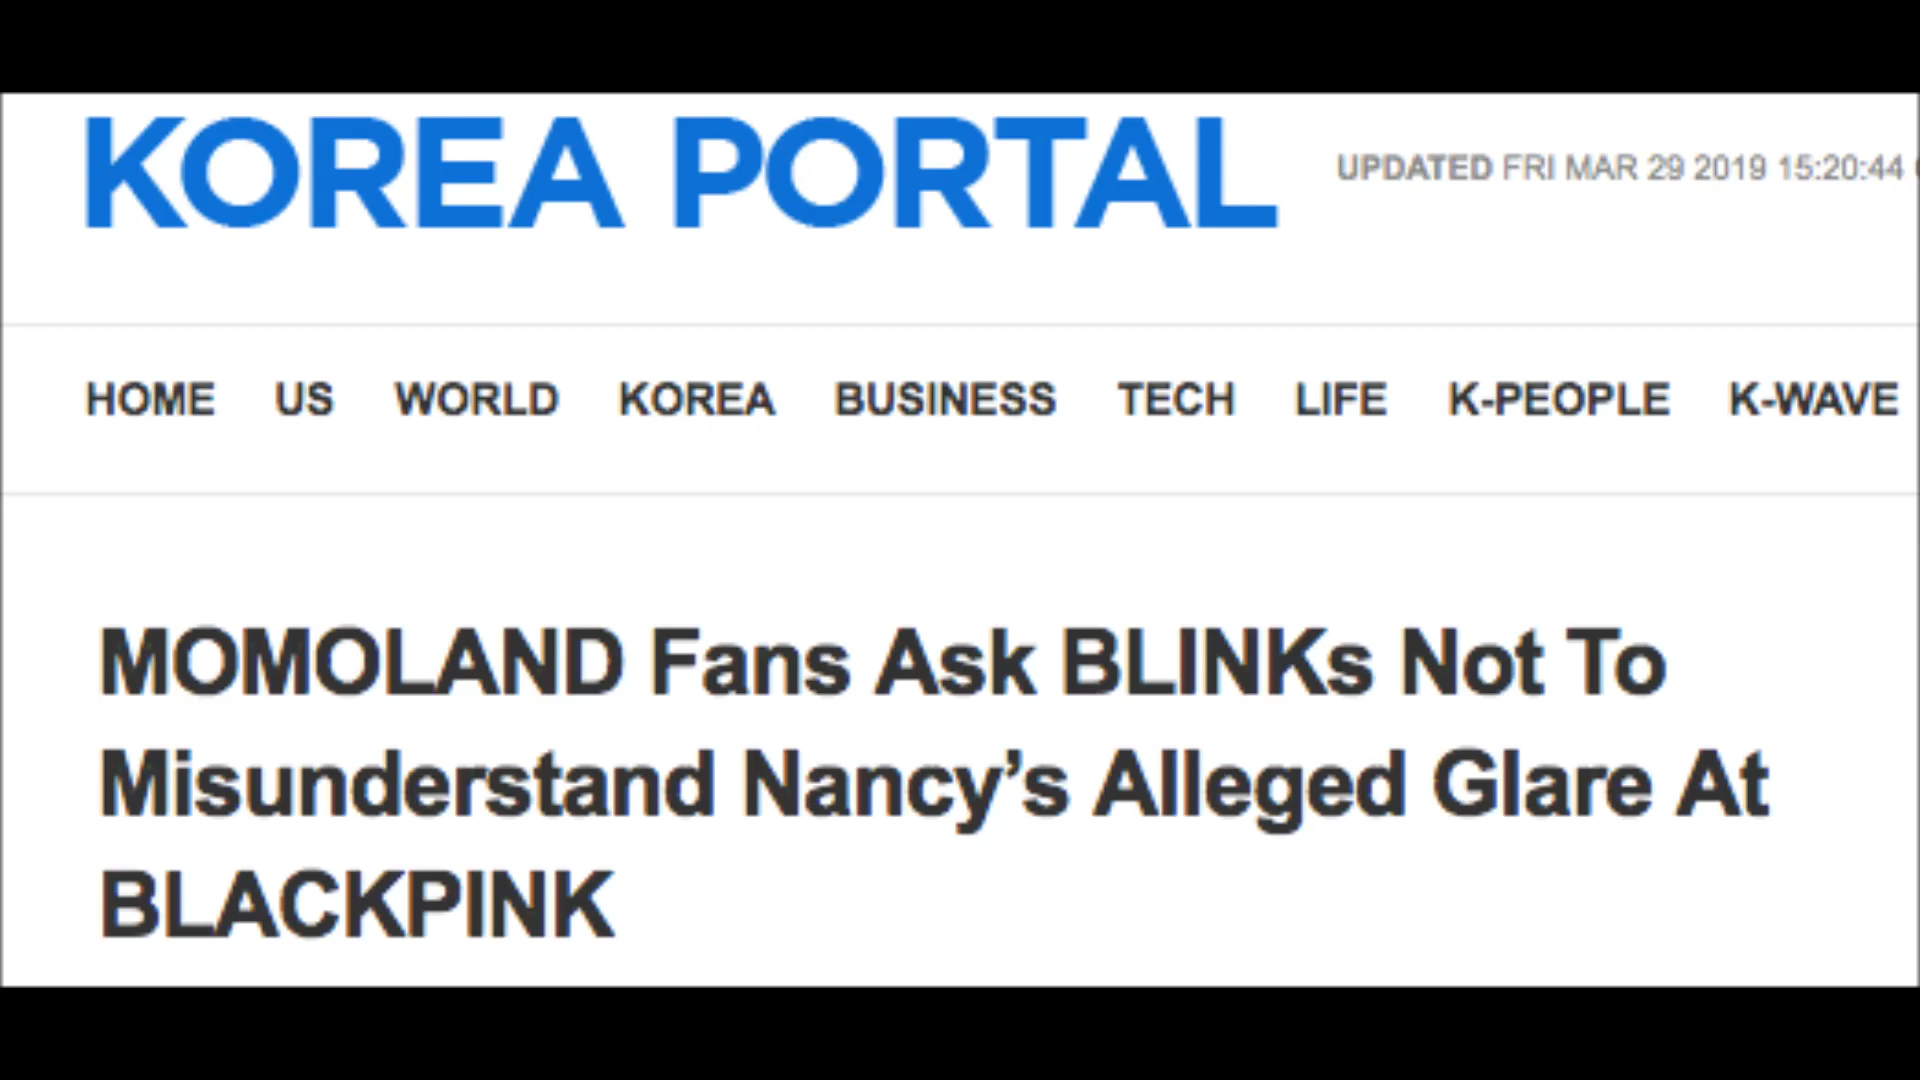 KOREA PORTAL
UPDATED FRI MAR 29 2019 15:20:44
HOME US WORLD KOREA BUSINESS TECH LIFE K-PEOPLE K-WAVE
MOMOLAND Fans Ask BLINKs Not To
Misunderstand Nancy’s Alleged Glare At
BLACKPINK